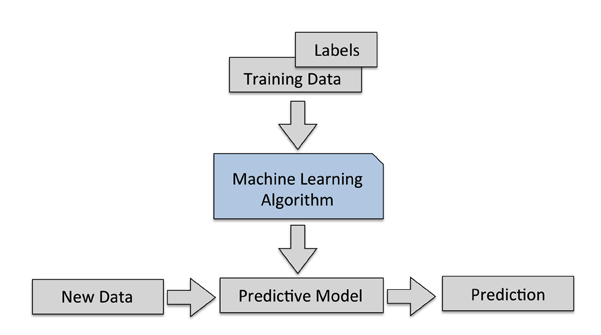 Labels
Training Data
Machine Learning
Algorithm
New Data
Predictive Model
Prediction